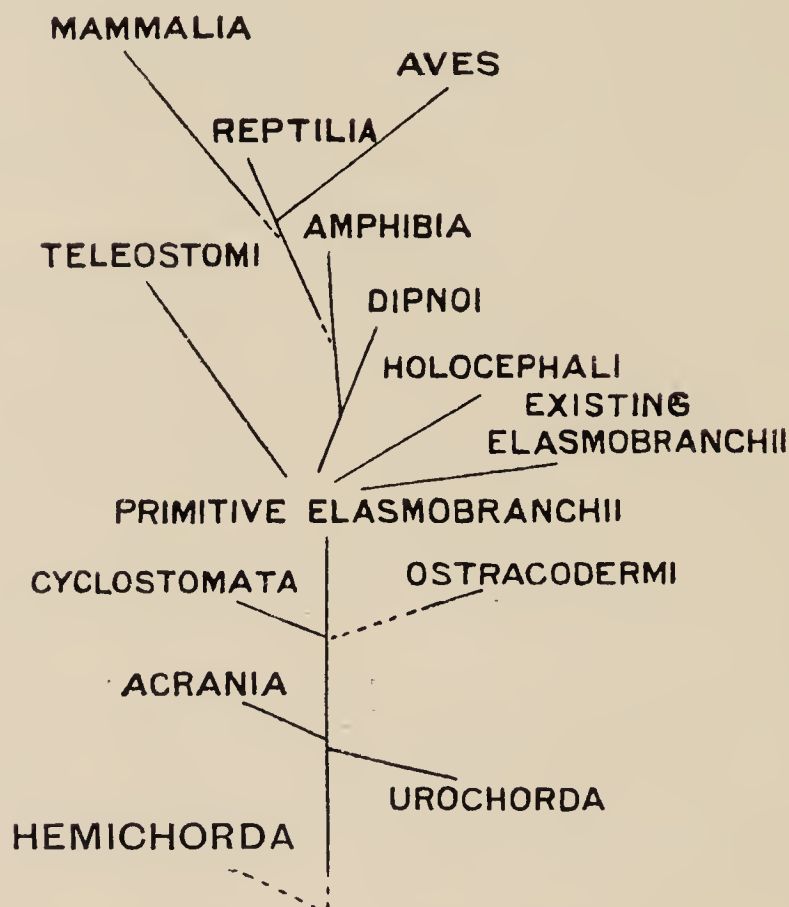 MAMMALIA
AVES
REPTILIA
AMPHIBIA
TELEOSTOMI
DIPNOI
HOLOCEPHALI
EXISTING
ELASMOBRANCHII
PRIMITIVE ELASMOBRANCHII
CYCLOSTOMATA
OSTRACODERMI
ACRANIA
UROCHORDA
HEMICHORDA